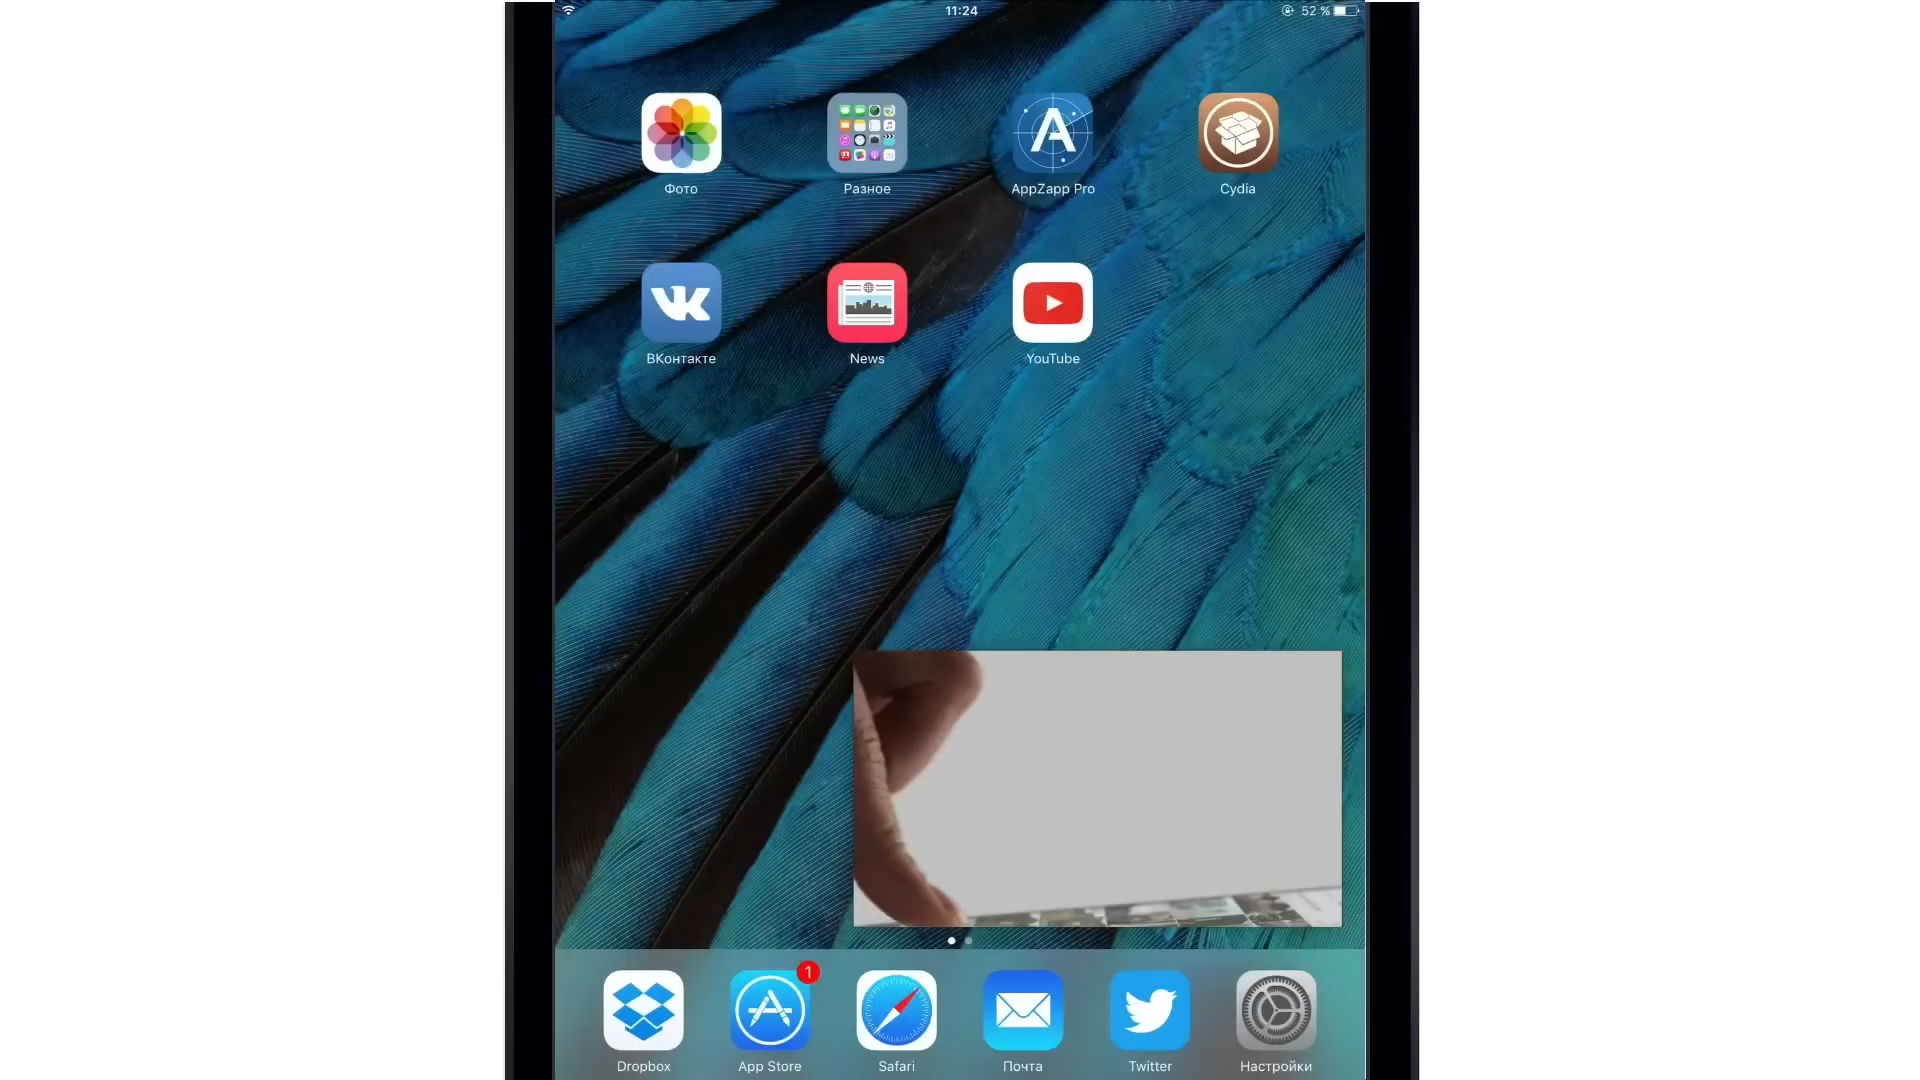 11:24
52 %
Фото
Разное
AppZapp Pro
Cydia
ВКонтакте
News
YouTube
1
Dropbox
App Store
Safari
Почта
Twitter
Настройки